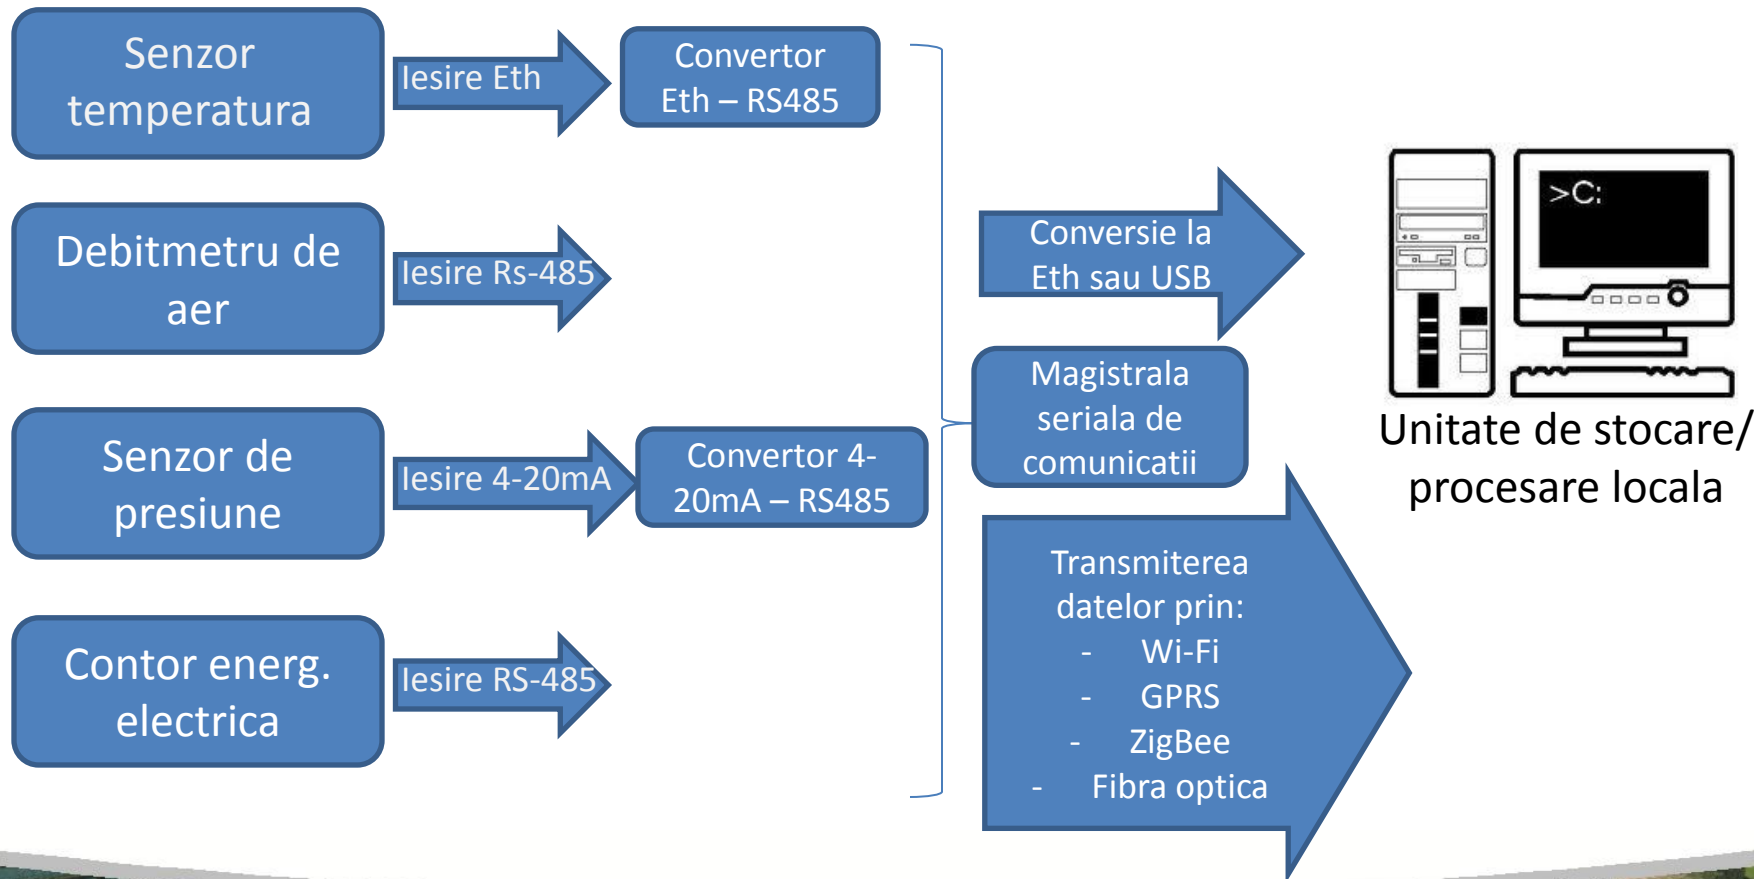 Senzor
temperatura
Iesire Eth
Convertor
Eth – RS485
Debitmetru de
aer
Iesire Rs-485
Senzor de
presiune
Iesire 4-20mA
Convertor 4-
20mA – RS485
Contor energ.
electrica
Iesire RS-485
Conversie la
Eth sau USB
Magistrala
seriala de
comunicatii
Transmiterea
datelor prin:
- Wi-Fi
- GPRS
- ZigBee
- Fibra optica
>C:
Unitate de stocare/
procesare locala